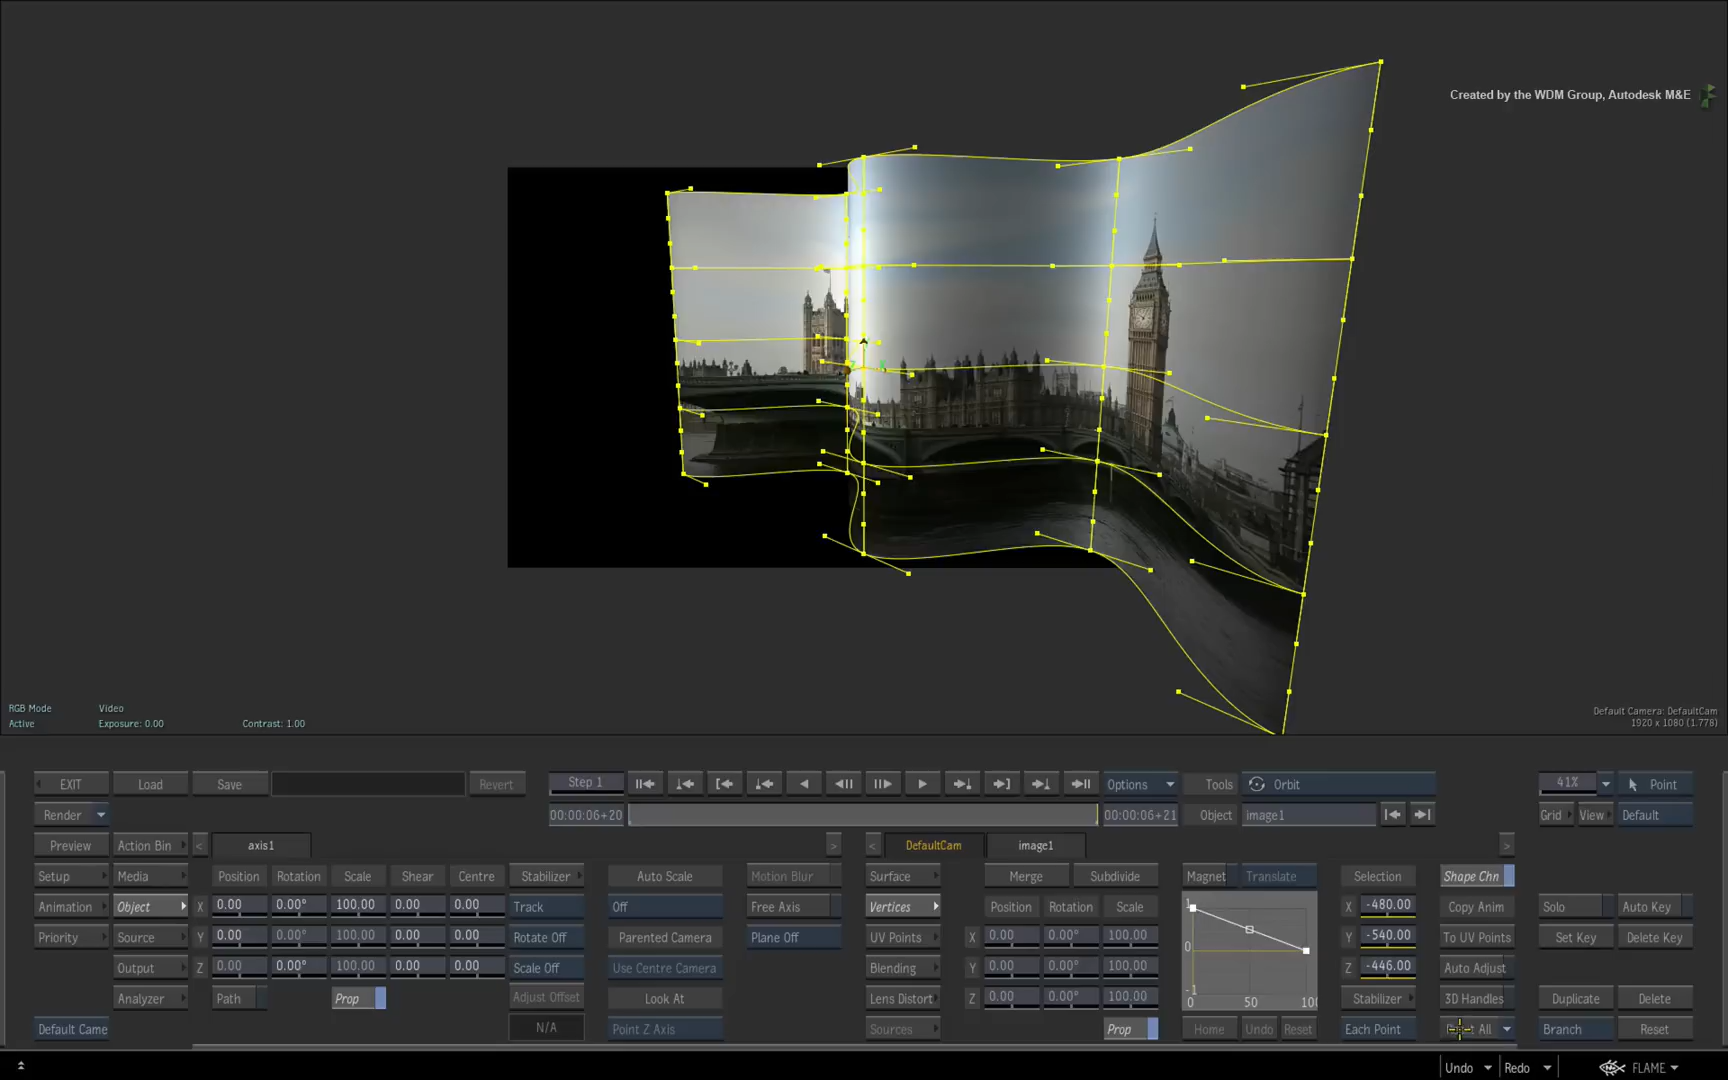 Created by the WDM Group, Autodesk M&E
RGB Mode Video
Active Exposure: 0.00 Contrast: 1.00
Default Camera: DefaultCam
1920 x 1080 (1.778)
EXIT Load Save Revert Step 1 Options Tools Orbit 41% Point
Render 00:00:06+20 00:00:06+21 Object image1 Grid View Default
Preview Action Bin < axis1 > < DefaultCam image1 >
Setup Media Position Rotation Scale Shear Centre Stabilizer Auto Scale Motion Blur Surface Merge Subdivide Magnet Translate Selection Shape Chn
Animation Object X 0.00 0.00° 100.00 0.00 0.00 Track Off Free Axis Vertices Position Rotation Scale 1 X -480.00 Copy Anim Solo Auto Key
Priority Source Y 0.00 0.00° 100.00 0.00 0.00 Rotate Off Parented Camera Plane Off UV Points X 0.00 0.00° 100.00 0 Y -540.00 To UV Points Set Key Delete Key
Output Z 0.00 0.00° 100.00 0.00 0.00 Scale Off Use Centre Camera Blending Y 0.00 0.00° 100.00 Z -446.00 Auto Adjust
Analyzer Path Prop Adjust Offset Look At Lens Distort Z 0.00 0.00° 100.00 -1 0 50 100 Stabilizer 3D Handles Duplicate Delete
Default Came N/A Point Z Axis Sources Prop Home Undo Reset Each Point All Branch Reset
Undo Redo FLAME